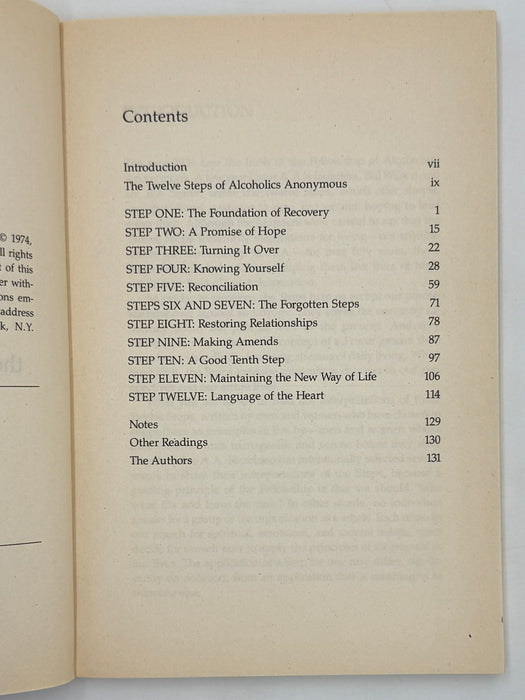 © 1974,
ll rights
t of this
er with-
ons em-
address
k, N.Y.
Contents
Introduction vii
The Twelve Steps of Alcoholics Anonymous ix
STEP ONE: The Foundation of Recovery 1
STEP TWO: A Promise of Hope 15
STEP THREE: Turning It Over 22
STEP FOUR: Knowing Yourself 28
STEP FIVE: Reconciliation 59
STEPS SIX AND SEVEN: The Forgotten Steps 71
STEP EIGHT: Restoring Relationships 78
STEP NINE: Making Amends 87
STEP TEN: A Good Tenth Step 97
STEP ELEVEN: Maintaining the New Way of Life 106
STEP TWELVE: Language of the Heart 114
Notes 129
Other Readings 130
The Authors 131